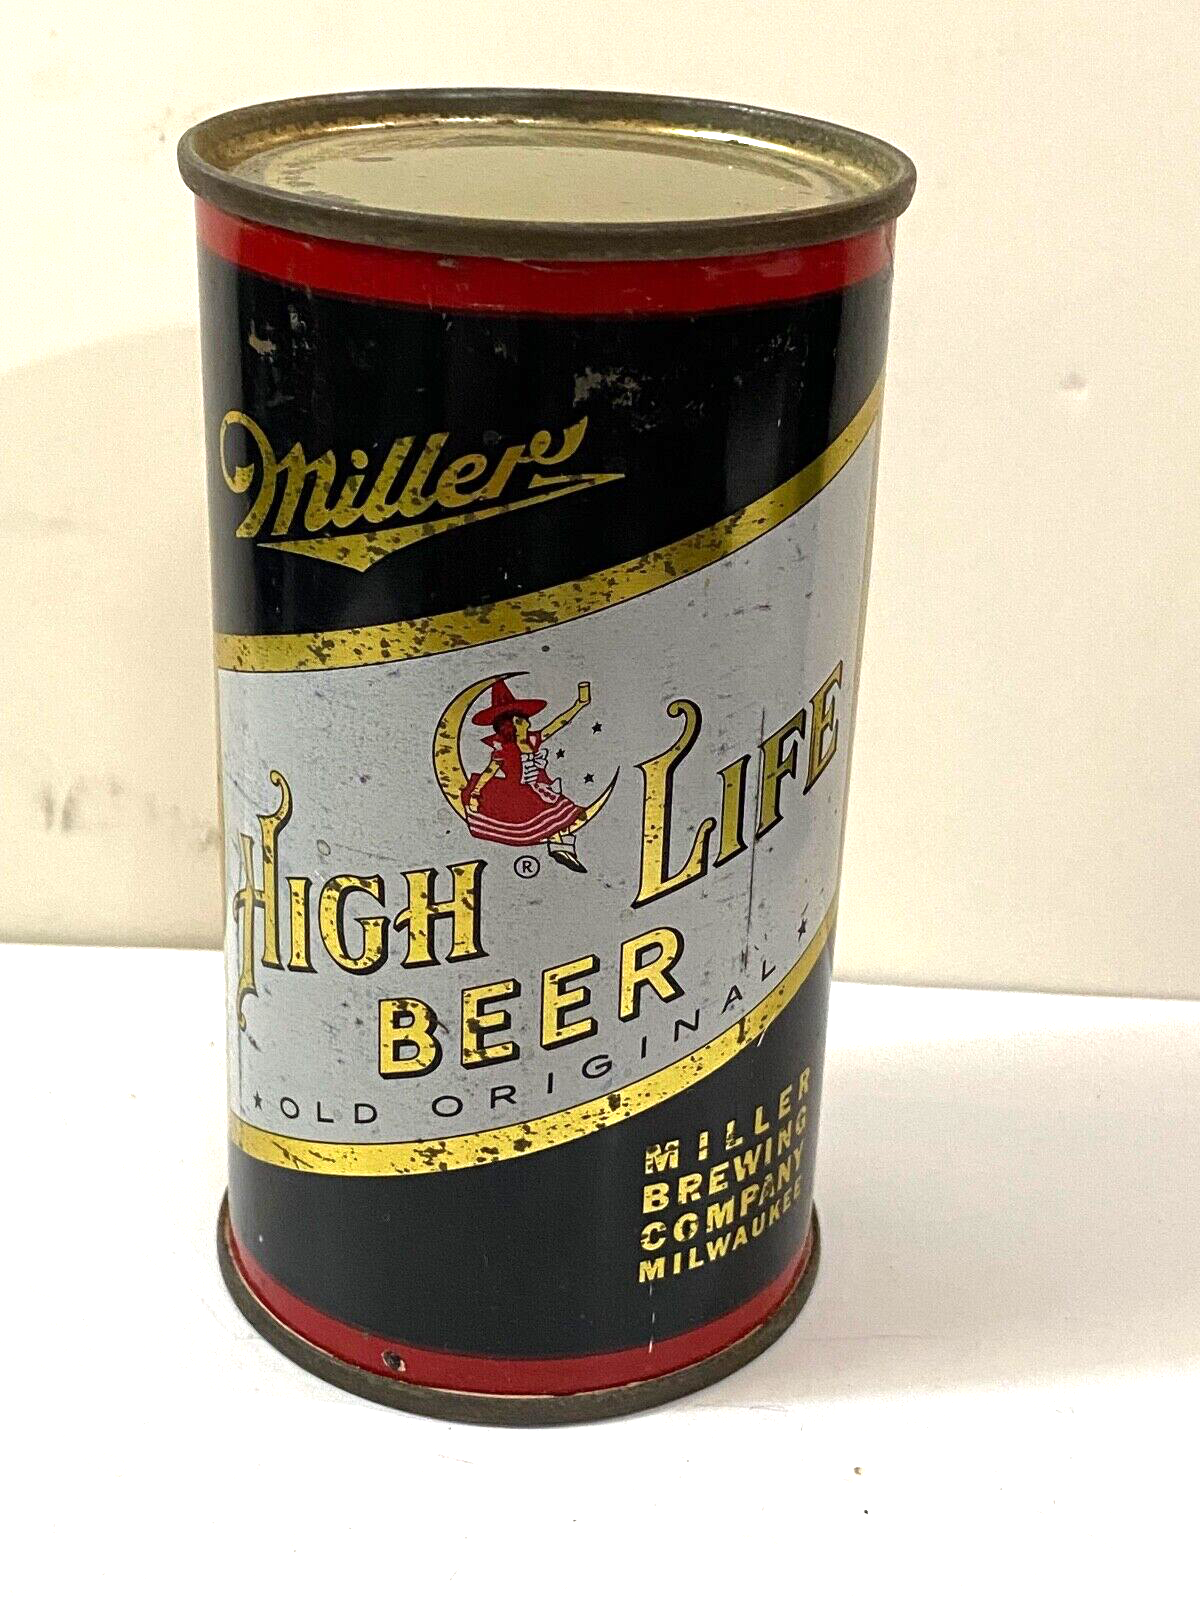 Miller
HIGH LIFE
®
BEER
★ OLD ORIGINAL ★
MILLER
BREWING
COMPANY
MILWAUKEE